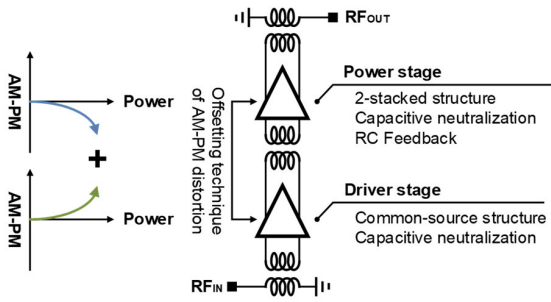 RFOUT
AM-PM
Power
Offsetting technique
of AM-PM distortion
Power stage
2-stacked structure
Capacitive neutralization
RC Feedback
+
AM-PM
Power
Driver stage
Common-source structure
Capacitive neutralization
RFIN